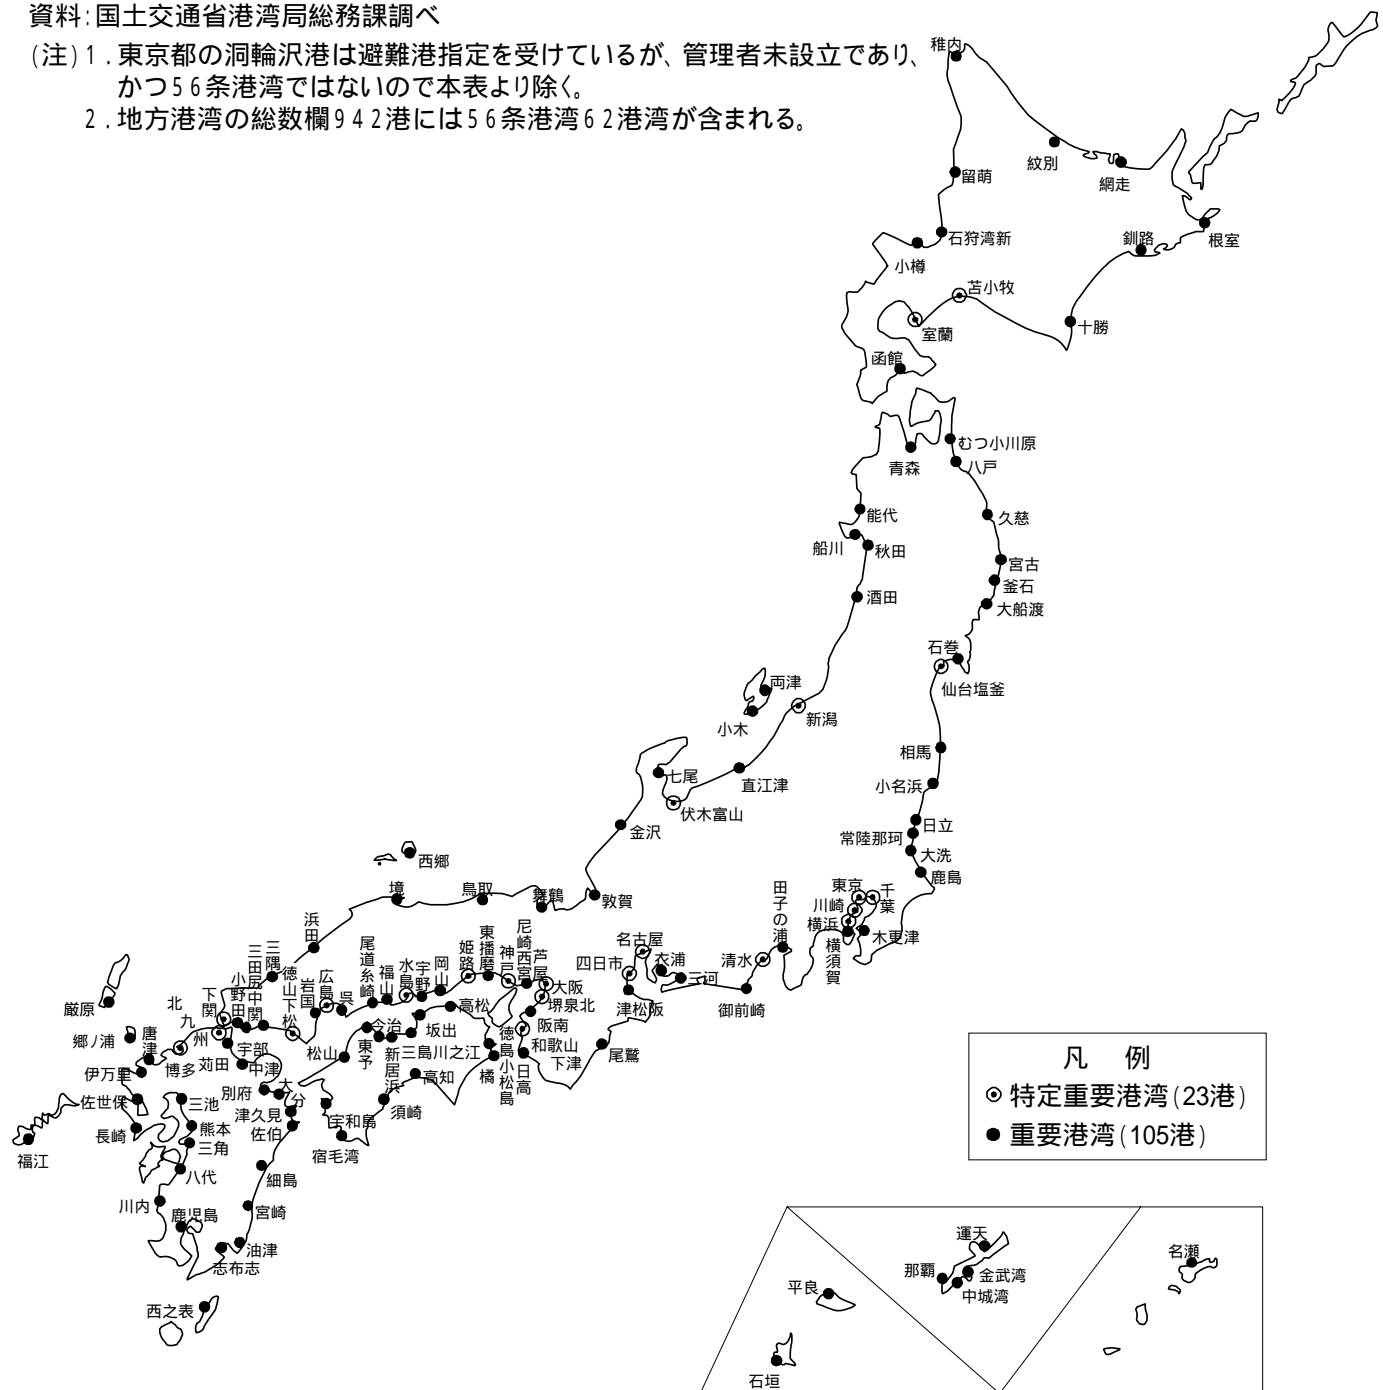 資料:国土交通省港湾局総務課調べ
(注)1.東京都の洞輪沢港は避難港指定を受けているが、管理者未設立であり、
かつ56条港湾ではないので本表より除く。
2.地方港湾の総数欄942港には56条港湾62港湾が含まれる。
稚内
紋別
網走
留萌
根室
釧路
石狩湾新
小樽
苫小牧
室蘭
十勝
函館
むつ小川原
青森
八戸
能代
久慈
船川
秋田
宮古
釜石
酒田
大船渡
石巻
仙台塩釜
両津
小木
新潟
相馬
七尾
直江津
小名浜
伏木富山
金沢
日立
常陸那珂
大洗
鹿島
西郷
境
鳥取
舞鶴
敦賀
東京
千葉
川崎
横浜
横須賀
木更津
田子の浦
清水
御前崎
名古屋
衣浦
三河
四日市
津松阪
尾鷲
浜田
三隅
三田尻中関
小野田
下関
徳山下松
岩国
広島
呉
尾道糸崎
福山
水島
宇野
岡山
姫路
東播磨
神戸
尼崎西宮芦屋
大阪
堺泉北
阪南
和歌山
下津
日高
高松
坂出
今治
東予
新居浜
三島川之江
徳島小松島
橘
高知
須崎
松山
宇和島
宿毛湾
厳原
郷ノ浦
北九州
唐津
博多
苅田
宇部
中津
伊万里
佐世保
長崎
福江
三池
熊本
三角
八代
別府
大分
津久見
佐伯
細島
宮崎
川内
鹿児島
油津
志布志
西之表
凡 例
特定重要港湾(23港)
重要港湾(105港)
運天
那覇
金武湾
中城湾
名瀬
平良
石垣